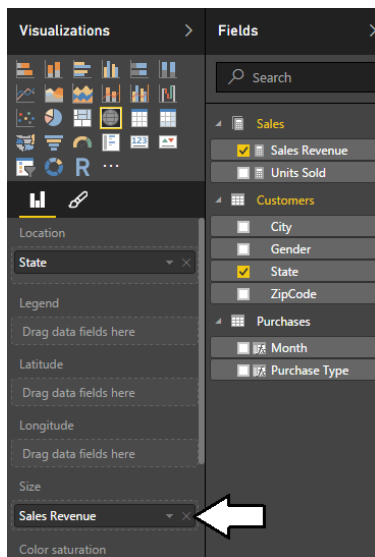 Visualizations
Location
State
Legend
Drag data fields here
Latitude
Drag data fields here
Longitude
Drag data fields here
Size
Sales Revenue
Color saturation
Fields
Search
Sales
Sales Revenue
Units Sold
Customers
City
Gender
State
ZipCode
Purchases
Month
Purchase Type
R
123